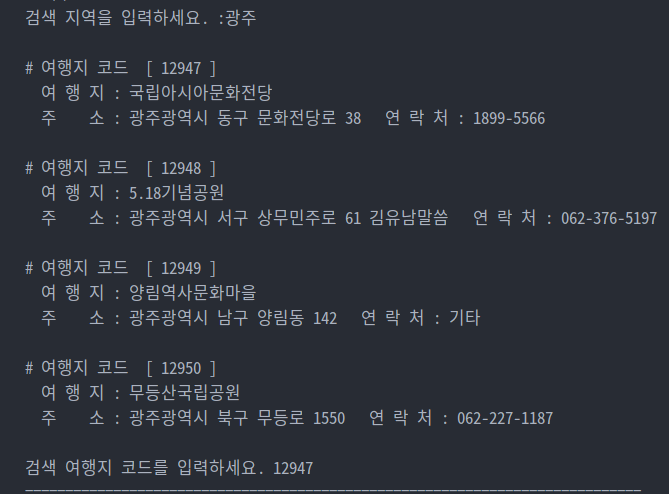 검색 지역을 입력하세요. :광주
# 여행지 코드 [ 12947 ]
여 행 지 : 국립아시아문화전당
주 소 : 광주광역시 동구 문화전당로 38 연 락 처 : 1899-5566
# 여행지 코드 [ 12948 ]
여 행 지 : 5.18기념공원
주 소 : 광주광역시 서구 상무민주로 61 김유남말씀 연 락 처 : 062-376-5197
# 여행지 코드 [ 12949 ]
여 행 지 : 양림역사문화마을
주 소 : 광주광역시 남구 양림동 142 연 락 처 : 기타
# 여행지 코드 [ 12950 ]
여 행 지 : 무등산국립공원
주 소 : 광주광역시 북구 무등로 1550 연 락 처 : 062-227-1187
검색 여행지 코드를 입력하세요. 12947